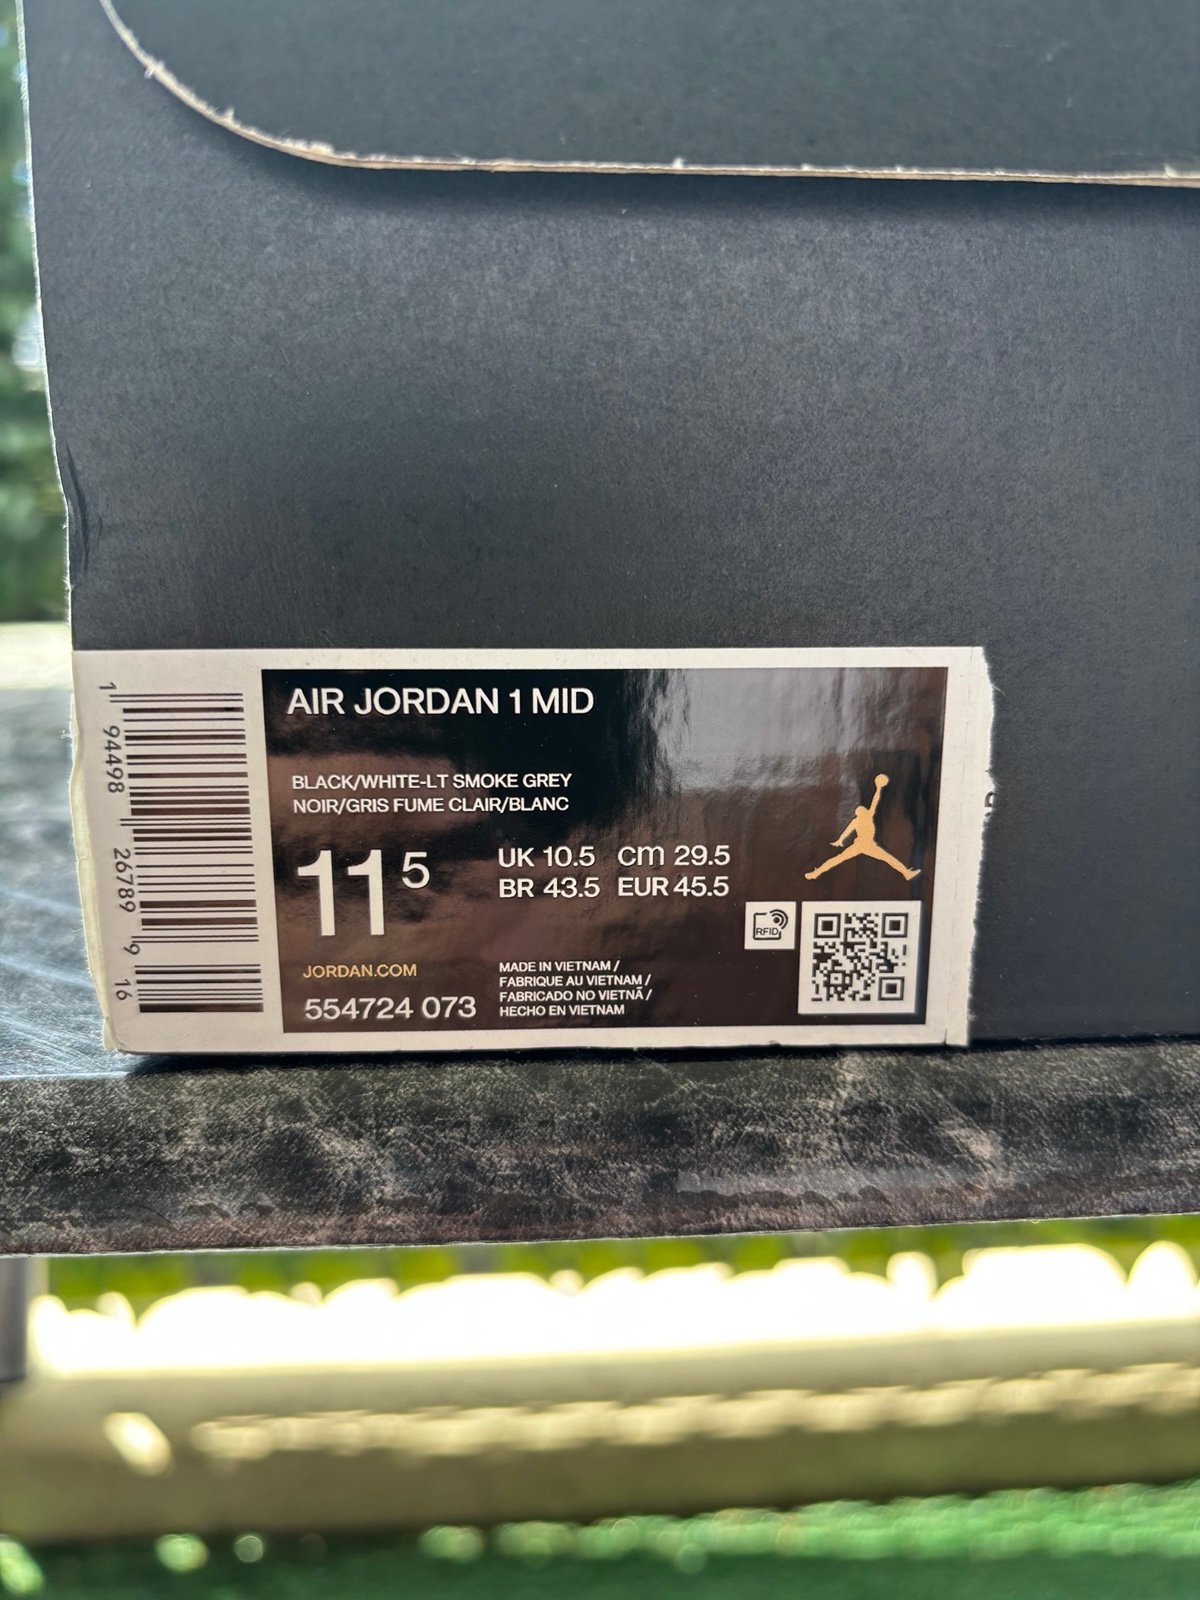 AIR JORDAN 1 MID
BLACK/WHITE-LT SMOKE GREY
NOIR/GRIS FUME CLAIR/BLANC
11 5
UK 10.5 cm 29.5
BR 43.5 EUR 45.5
RFID
JORDAN.COM
554724 073
MADE IN VIETNAM /
FABRIQUE AU VIETNAM /
FABRICADO NO VIETNÃ /
HECHO EN VIETNAM
1 94498 26789 9 16